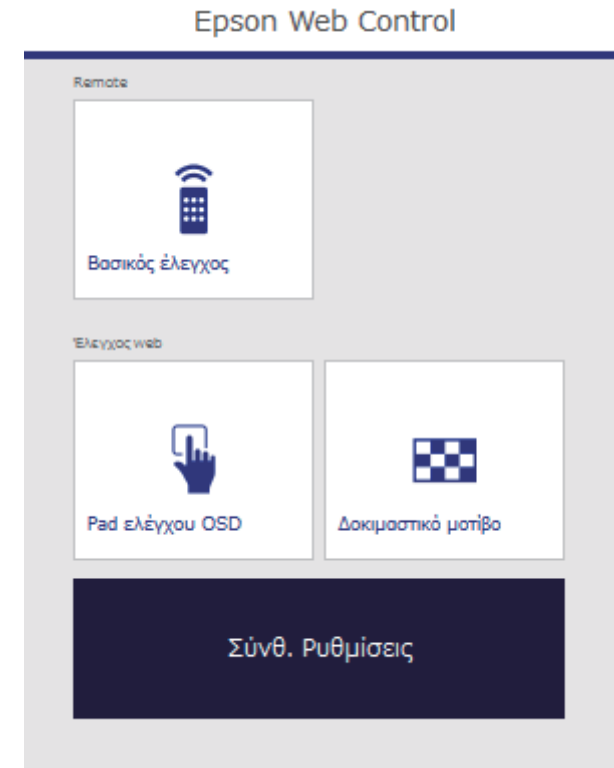 Epson Web Control
Remote
Βασικός έλεγχος
Έλεγχος web
Pad ελέγχου OSD
Δοκιμαστικό μοτίβο
Σύνθ. Ρυθμίσεις